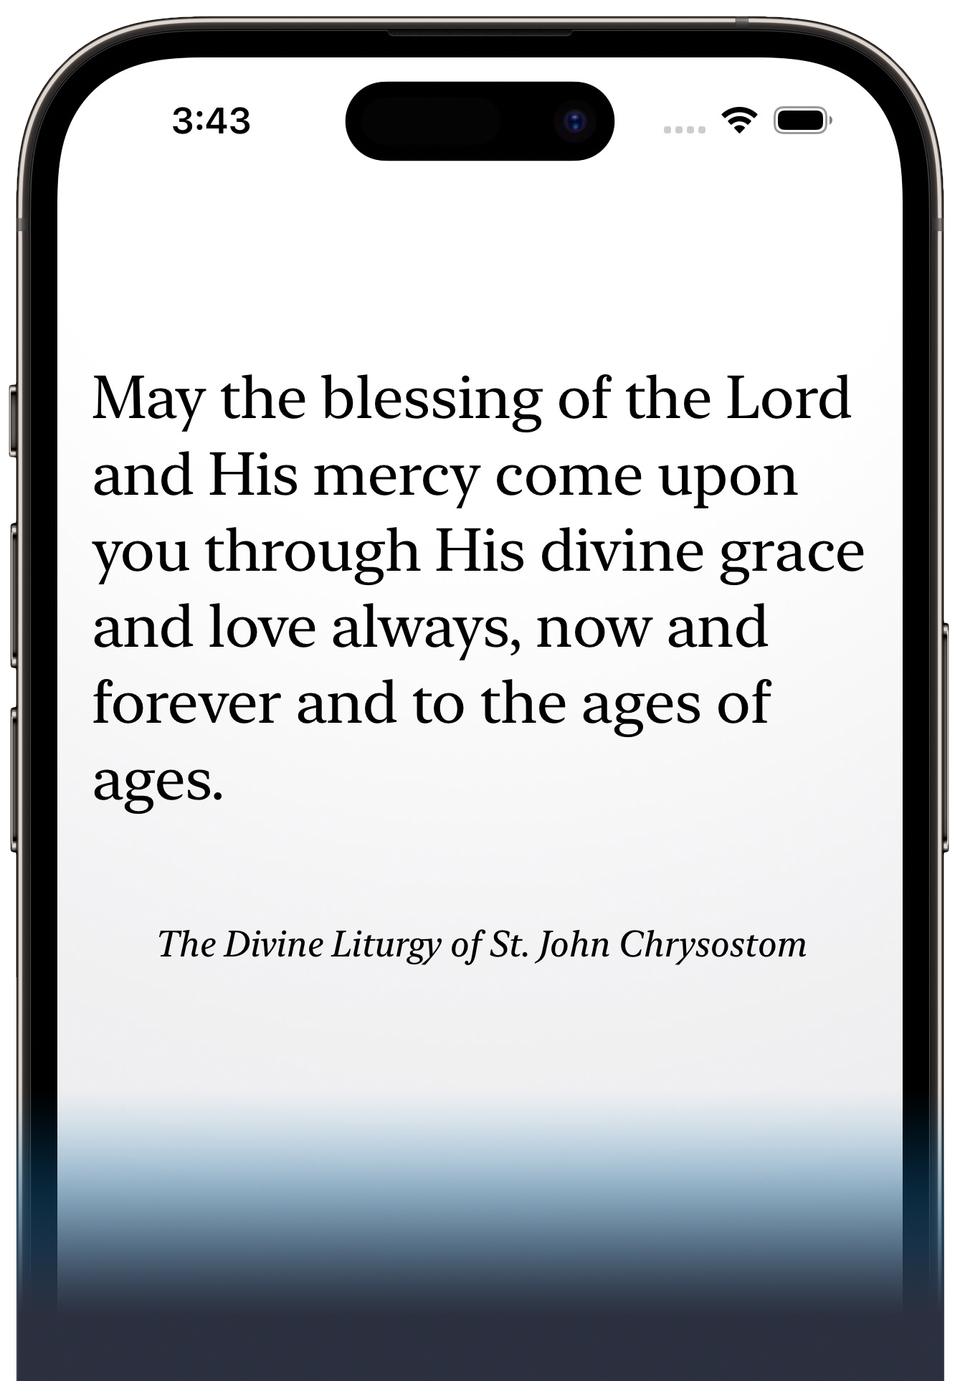 3:43
May the blessing of the Lord
and His mercy come upon
you through His divine grace
and love always, now and
forever and to the ages of
ages.
The Divine Liturgy of St. John Chrysostom